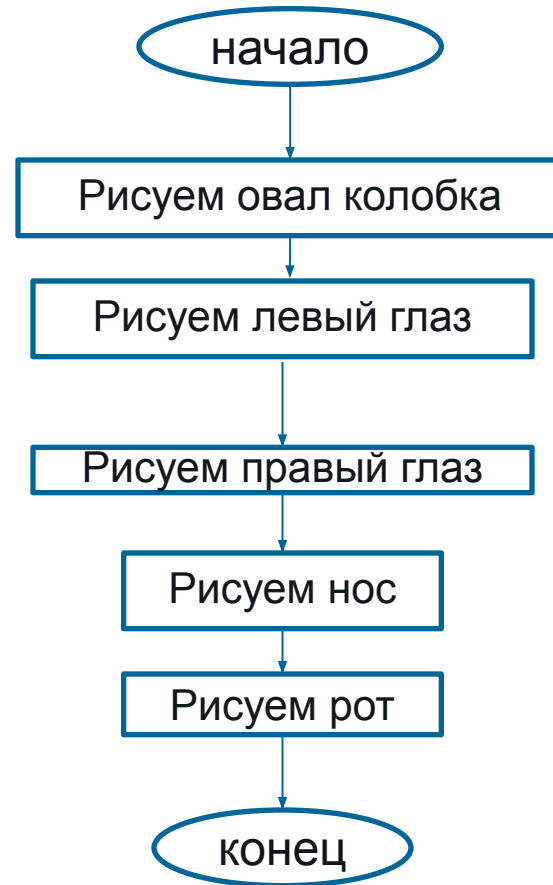 начало
Рисуем овал колобка
Рисуем левый глаз
Рисуем правый глаз
Рисуем нос
Рисуем рот
конец